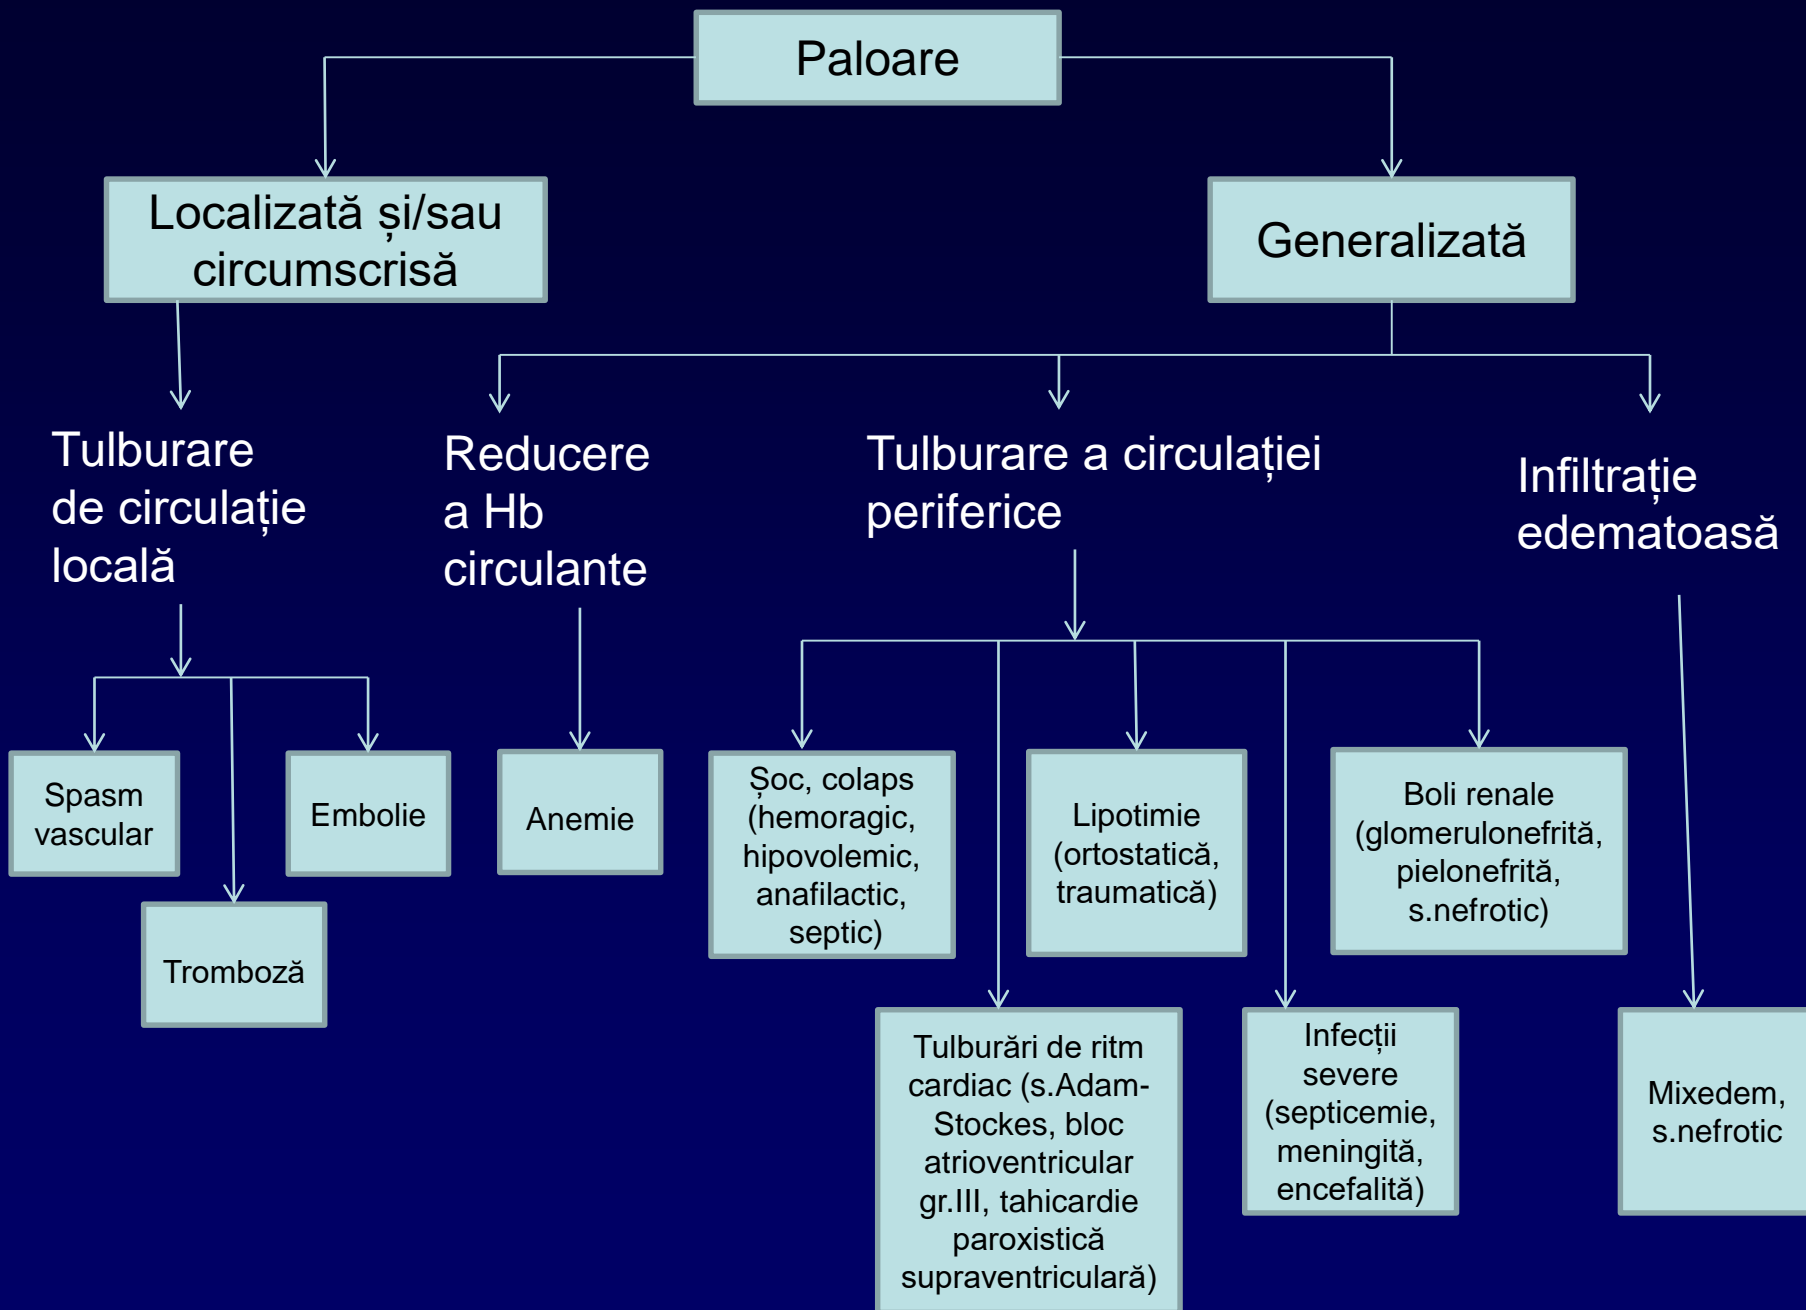 Paloare
Localizată și/sau
circumscrisă
Generalizată
Tulburare
de circulație
locală
Reducere
a Hb
circulante
Tulburare a circulației
periferice
Infiltrație
edematoasă
Spasm
vascular
Embolie
Tromboză
Anemie
Șoc, colaps
(hemoragic,
hipovolemic,
anafilactic,
septic)
Lipotimie
(ortostatică,
traumatică)
Boli renale
(glomerulonefrită,
pielonefrită,
s.nefrotic)
Tulburări de ritm
cardiac (s.Adam-
Stockes, bloc
atrioventricular
gr.III, tahicardie
paroxistică
supraventriculară)
Infecții
severe
(septicemie,
meningită,
encefalită)
Mixedem,
s.nefrotic